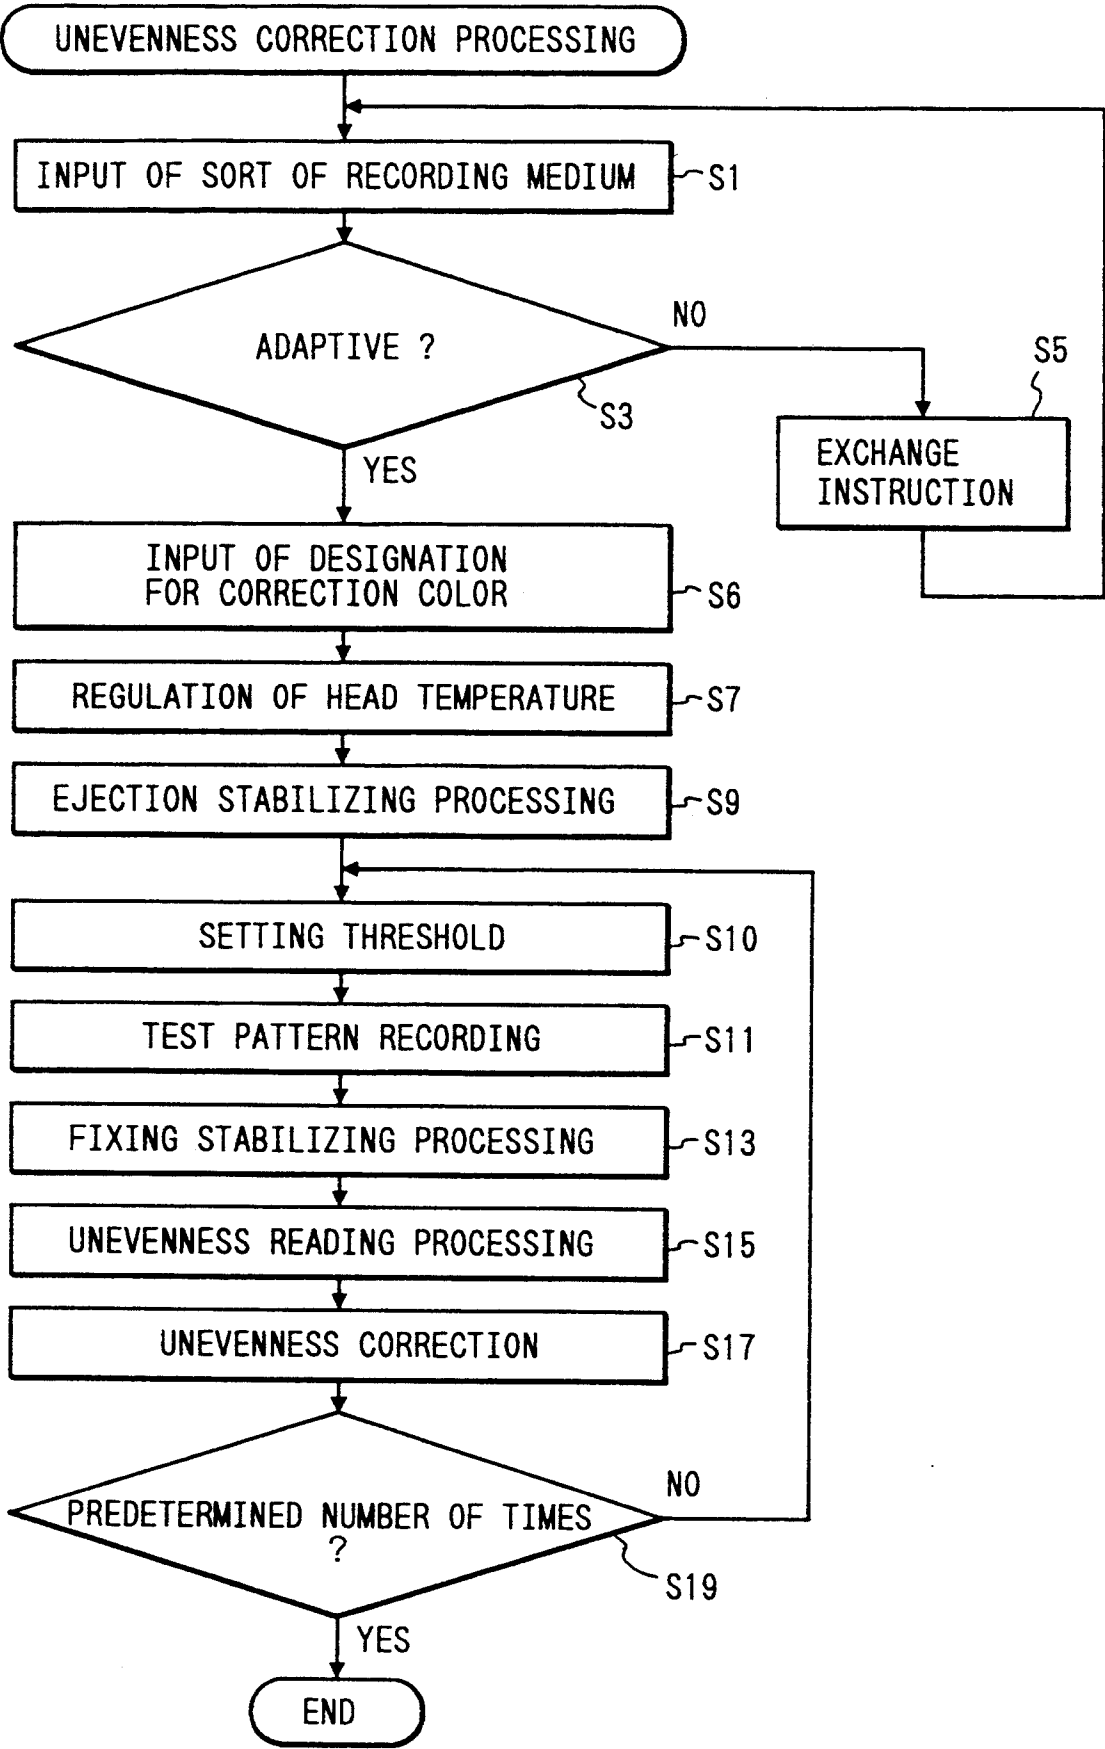 UNEVENNESS CORRECTION PROCESSING
INPUT OF SORT OF RECORDING MEDIUM
S1
ADAPTIVE ?
NO
S3
S5
EXCHANGE
INSTRUCTION
YES
INPUT OF DESIGNATION
FOR CORRECTION COLOR
S6
REGULATION OF HEAD TEMPERATURE
S7
EJECTION STABILIZING PROCESSING
S9
SETTING THRESHOLD
S10
TEST PATTERN RECORDING
S11
FIXING STABILIZING PROCESSING
S13
UNEVENNESS READING PROCESSING
S15
UNEVENNESS CORRECTION
S17
PREDETERMINED NUMBER OF TIMES
?
NO
S19
YES
END